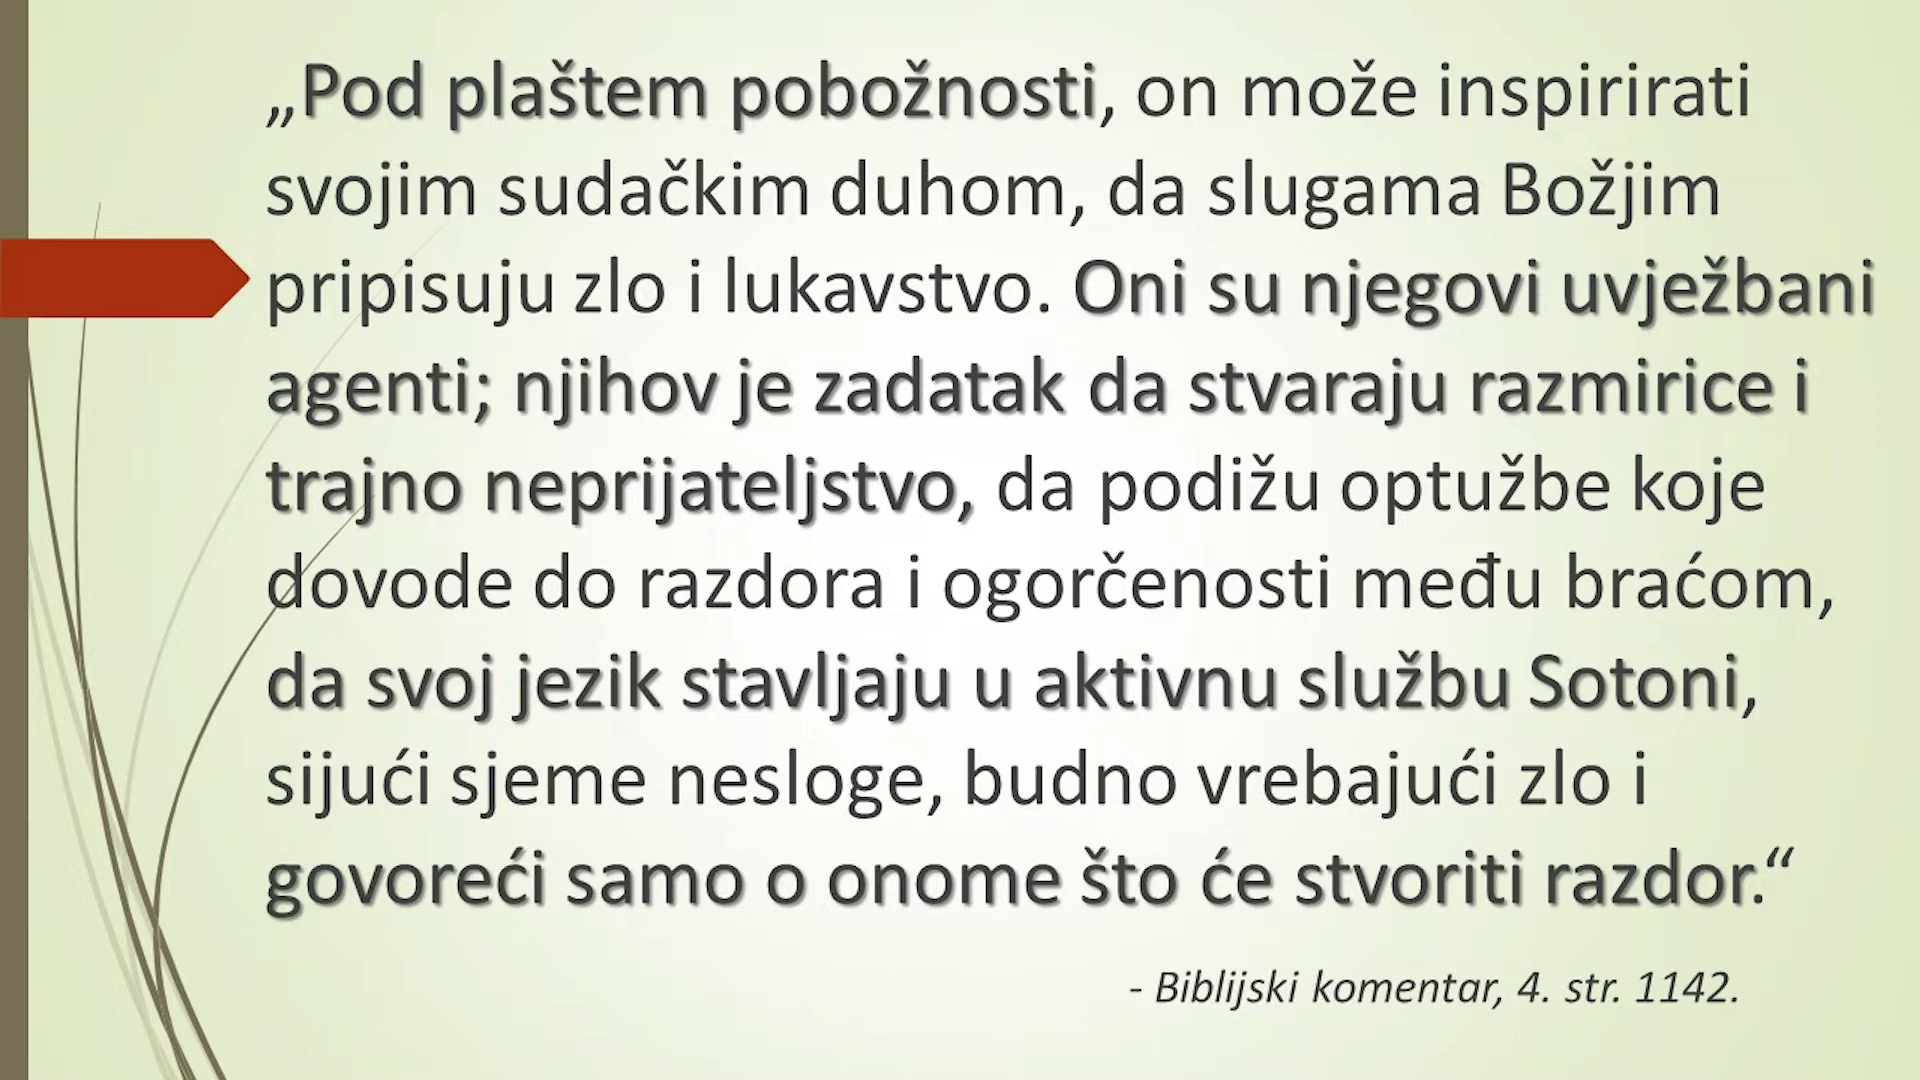 „Pod plaštem pobožnosti, on može inspirirati
svojim sudačkim duhom, da slugama Božjim
pripisuju zlo i lukavstvo. Oni su njegovi uvježbani
agenti; njihov je zadatak da stvaraju razmirice i
trajno neprijateljstvo, da podižu optužbe koje
dovode do razdora i ogorčenosti među braćom,
da svoj jezik stavljaju u aktivnu službu Sotoni,
sijući sjeme nesloge, budno vrebajući zlo i
govoreći samo o onome što će stvoriti razdor.“
- Biblijski komentar, 4. str. 1142.